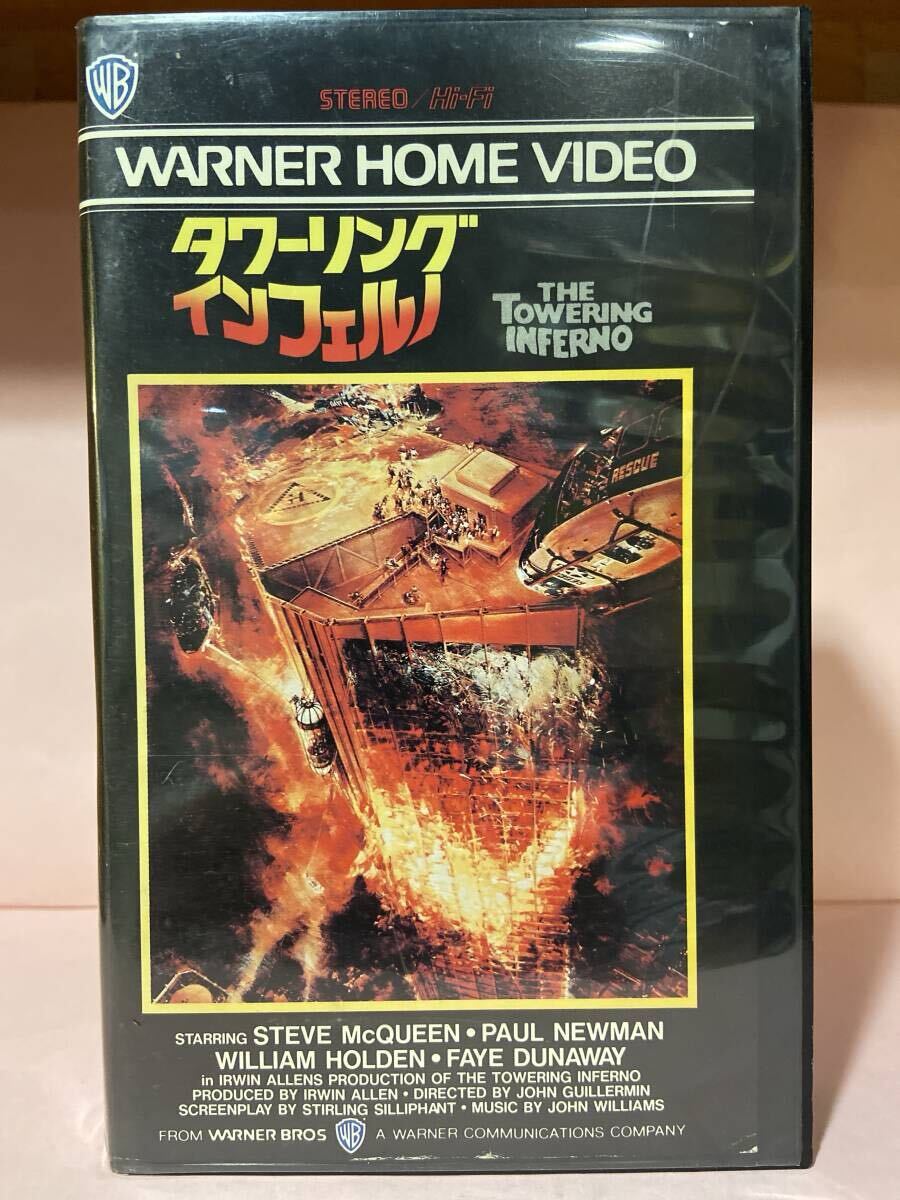 WB
STEREO / Hi-Fi
WARNER HOME VIDEO
タワーリング
インフェルノ
THE
TOWERING
INFERNO
RESCUE
STARRING STEVE McQUEEN • PAUL NEWMAN
WILLIAM HOLDEN • FAYE DUNAWAY
in IRWIN ALLENS PRODUCTION OF THE TOWERING INFERNO
PRODUCED BY IRWIN ALLEN • DIRECTED BY JOHN GUILLERMIN
SCREENPLAY BY STIRLING SILLIPHANT • MUSIC BY JOHN WILLIAMS
FROM WARNER BROS WB A WARNER COMMUNICATIONS COMPANY